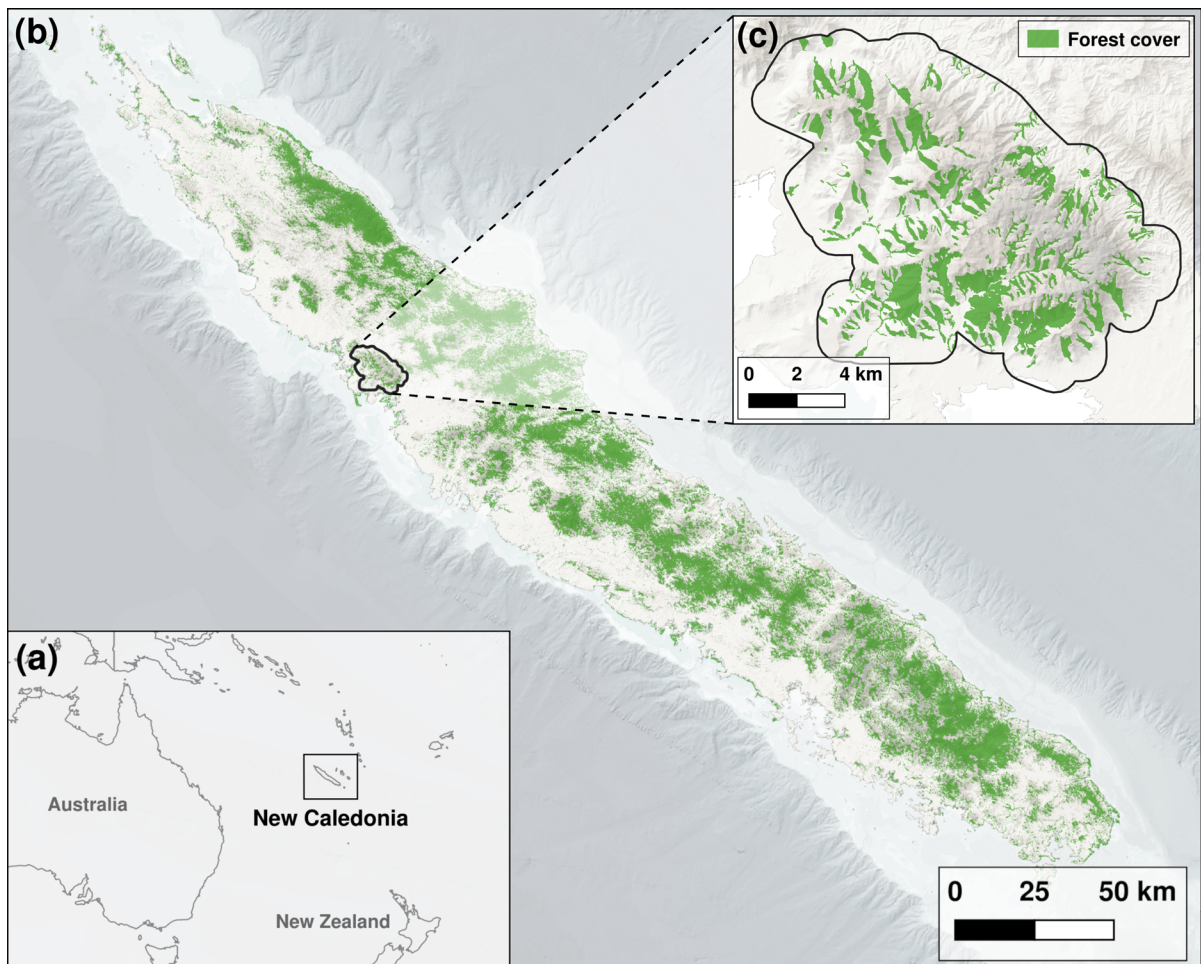 (b)
(c)
Forest cover
0 2 4 km
(a)
Australia
New Caledonia
New Zealand
0 25 50 km